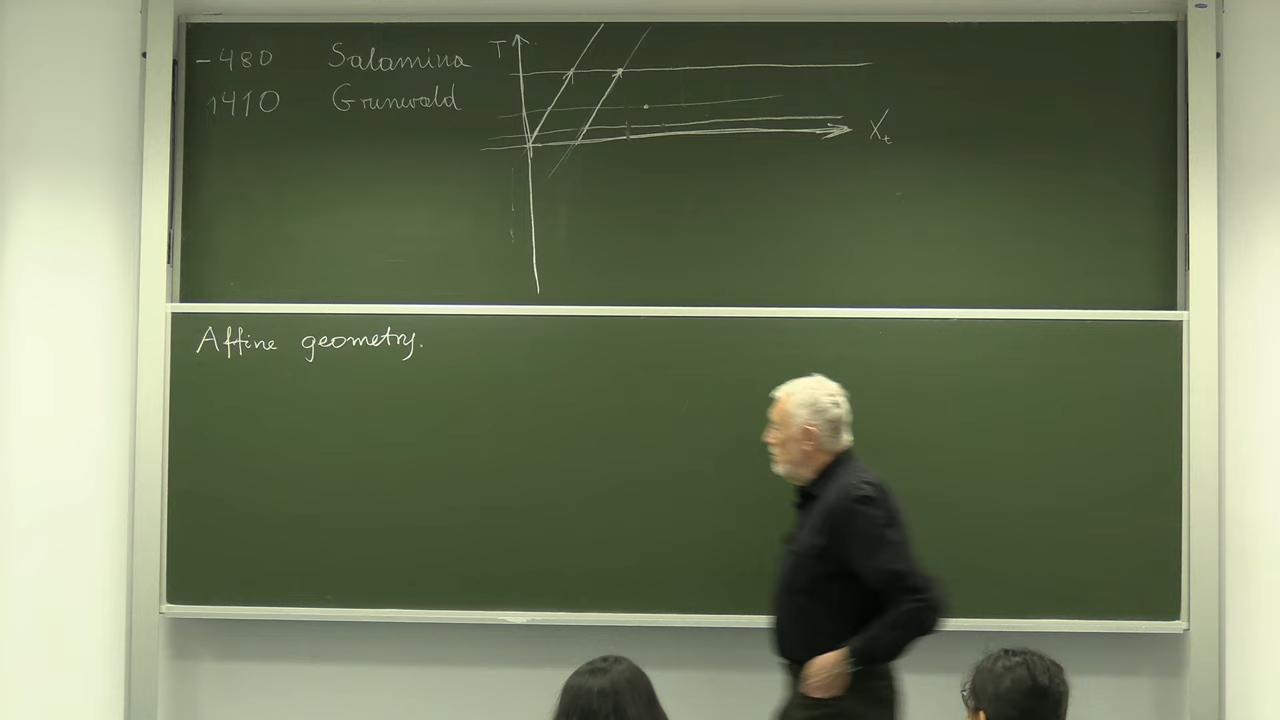 -480 Salamina
1410 Grunwald
T
X_t
Affine geometry.